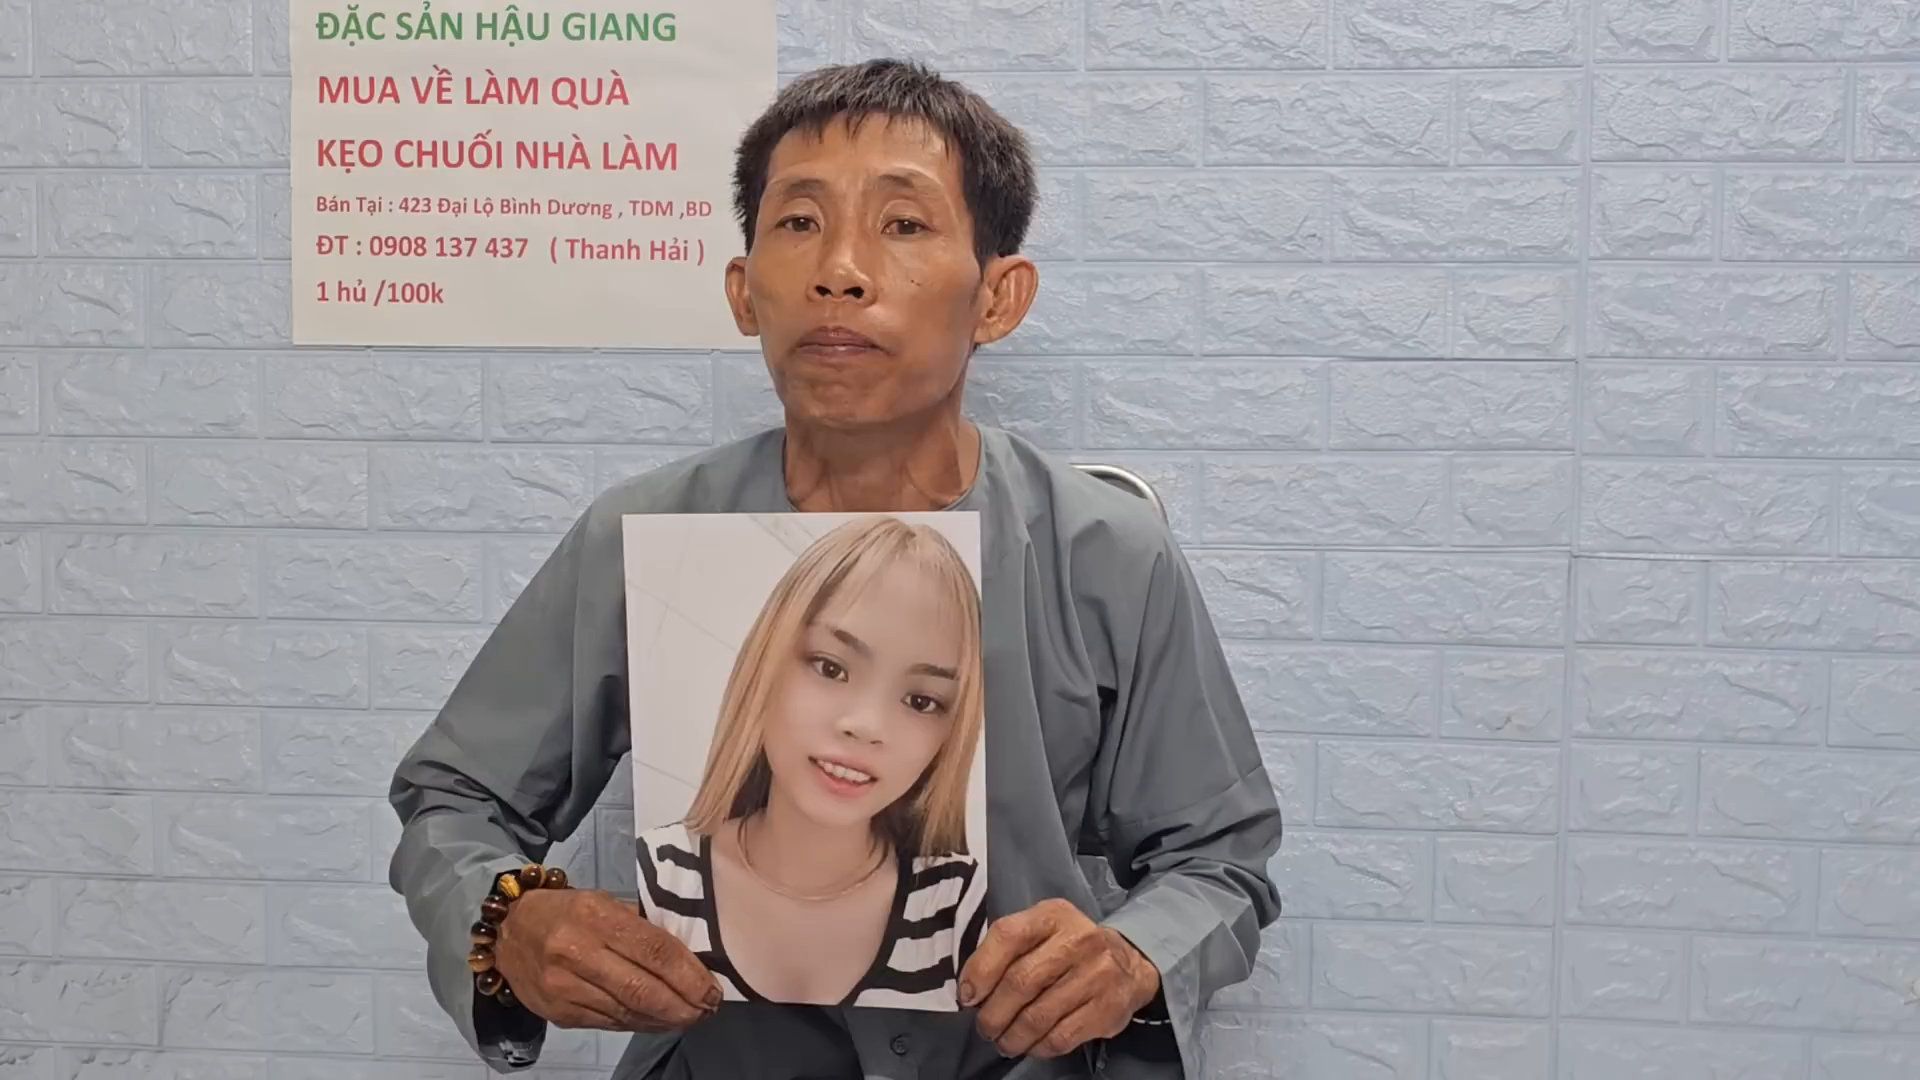 ĐẶC SẢN HẬU GIANG
MUA VỀ LÀM QUÀ
KẸO CHUỐI NHÀ LÀM
Bán Tại : 423 Đại Lộ Bình Dương , TDM ,BD
ĐT : 0908 137 437 ( Thanh Hải )
1 hủ /100k